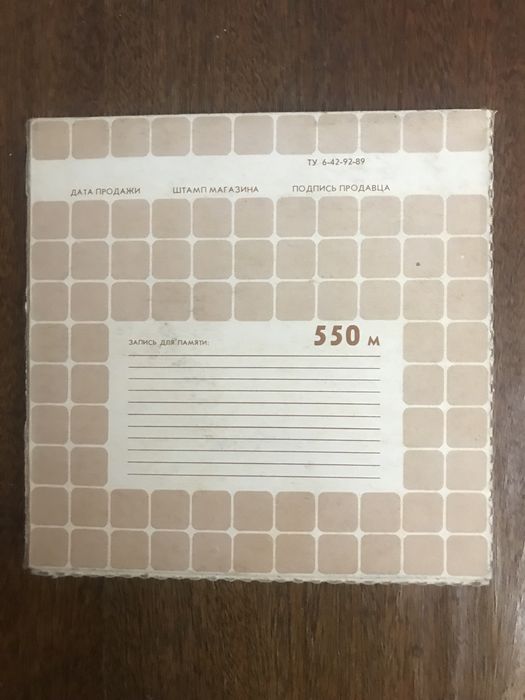 ТУ 6-42-92-89
ДАТА ПРОДАЖИ ШТАМП МАГАЗИНА ПОДПИСЬ ПРОДАВЦА
ЗАПИСЬ ДЛЯ ПАМЯТИ: 550 м